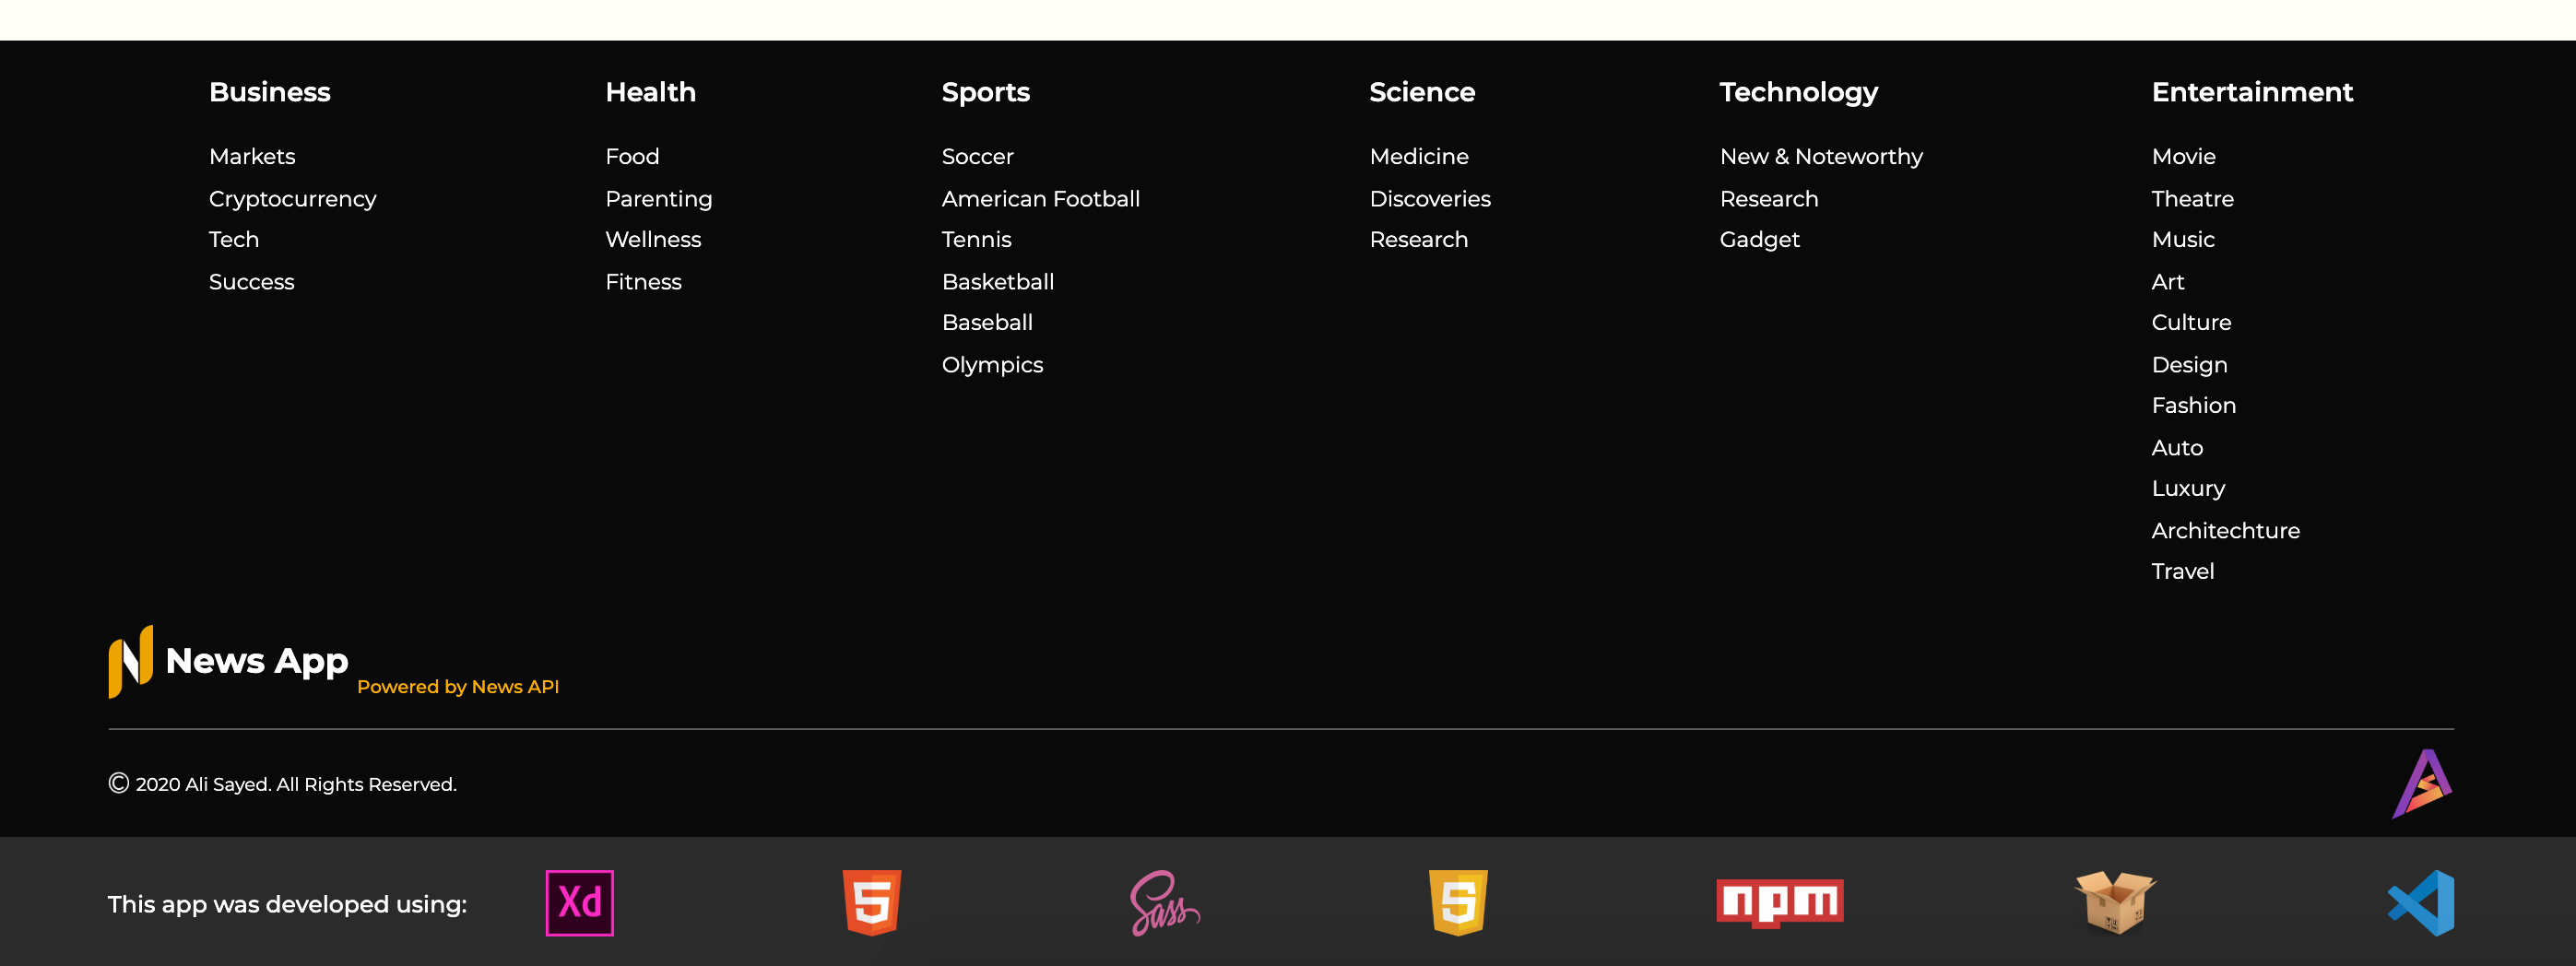 Business
Markets
Cryptocurrency
Tech
Success
Health
Food
Parenting
Wellness
Fitness
Sports
Soccer
American Football
Tennis
Basketball
Baseball
Olympics
Science
Medicine
Discoveries
Research
Technology
New & Noteworthy
Research
Gadget
Entertainment
Movie
Theatre
Music
Art
Culture
Design
Fashion
Auto
Luxury
Architechture
Travel
News App
Powered by News API
© 2020 Ali Sayed. All Rights Reserved.
This app was developed using:
Xd
5
Sass
5
npm